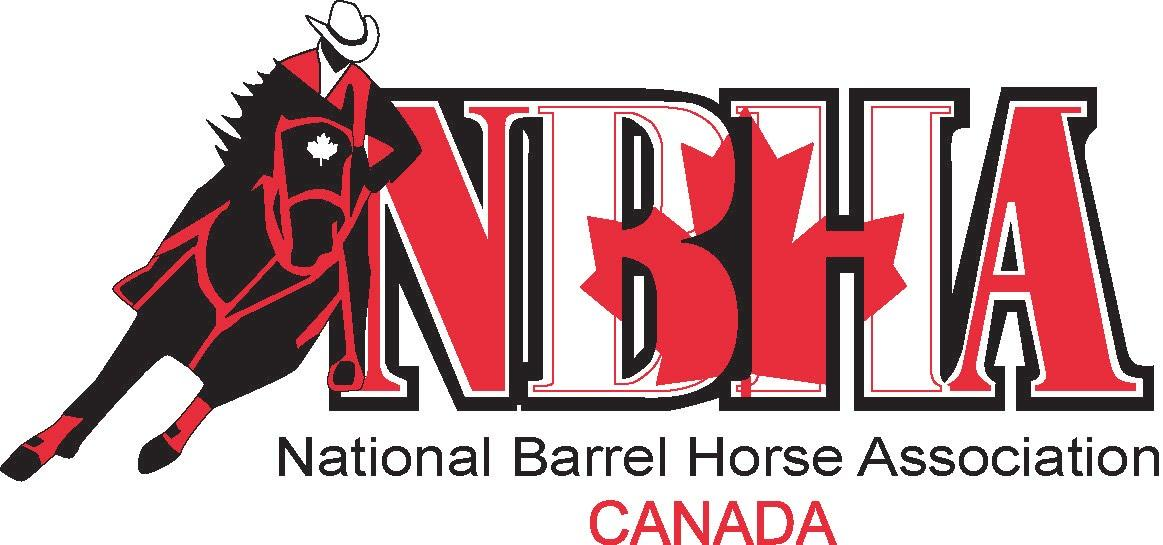 NBHA
National Barrel Horse Association
CANADA